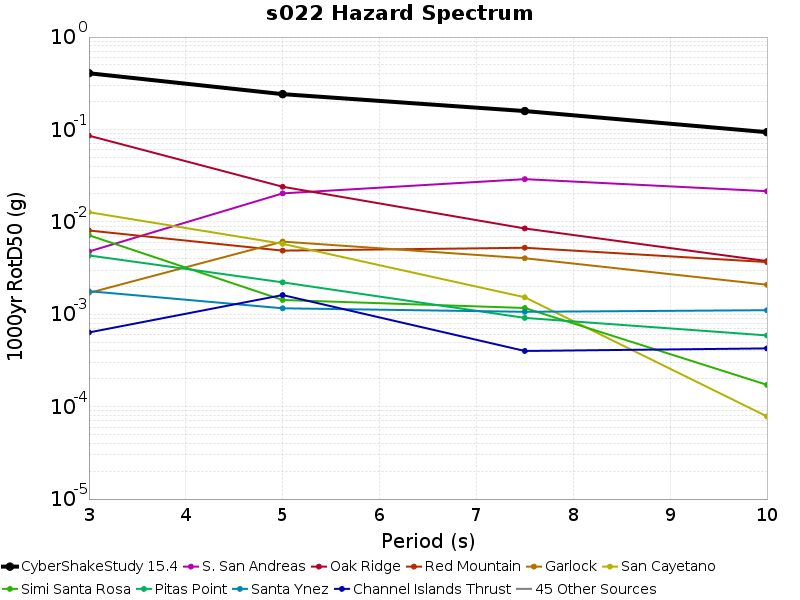 s022 Hazard Spectrum
10^0
10^-1
10^-2
10^-3
10^-4
10^-5
1000yr RotD50 (g)
3 4 5 6 7 8 9 10
Period (s)
CyberShakeStudy 15.4 S. San Andreas Oak Ridge Red Mountain Garlock San Cayetano
Simi Santa Rosa Pitas Point Santa Ynez Channel Islands Thrust 45 Other Sources